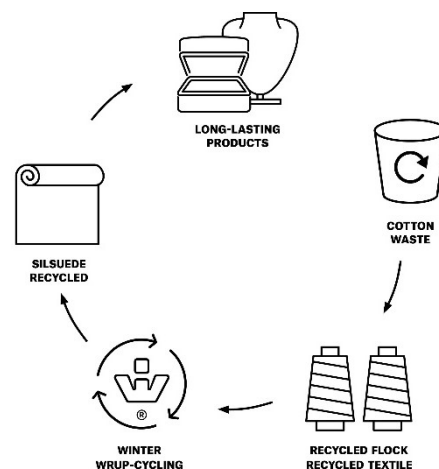 LONG-LASTING
PRODUCTS
COTTON
WASTE
SILSUEDE
RECYCLED
®
WINTER
WRUP-CYCLING
RECYCLED FLOCK
RECYCLED TEXTILE